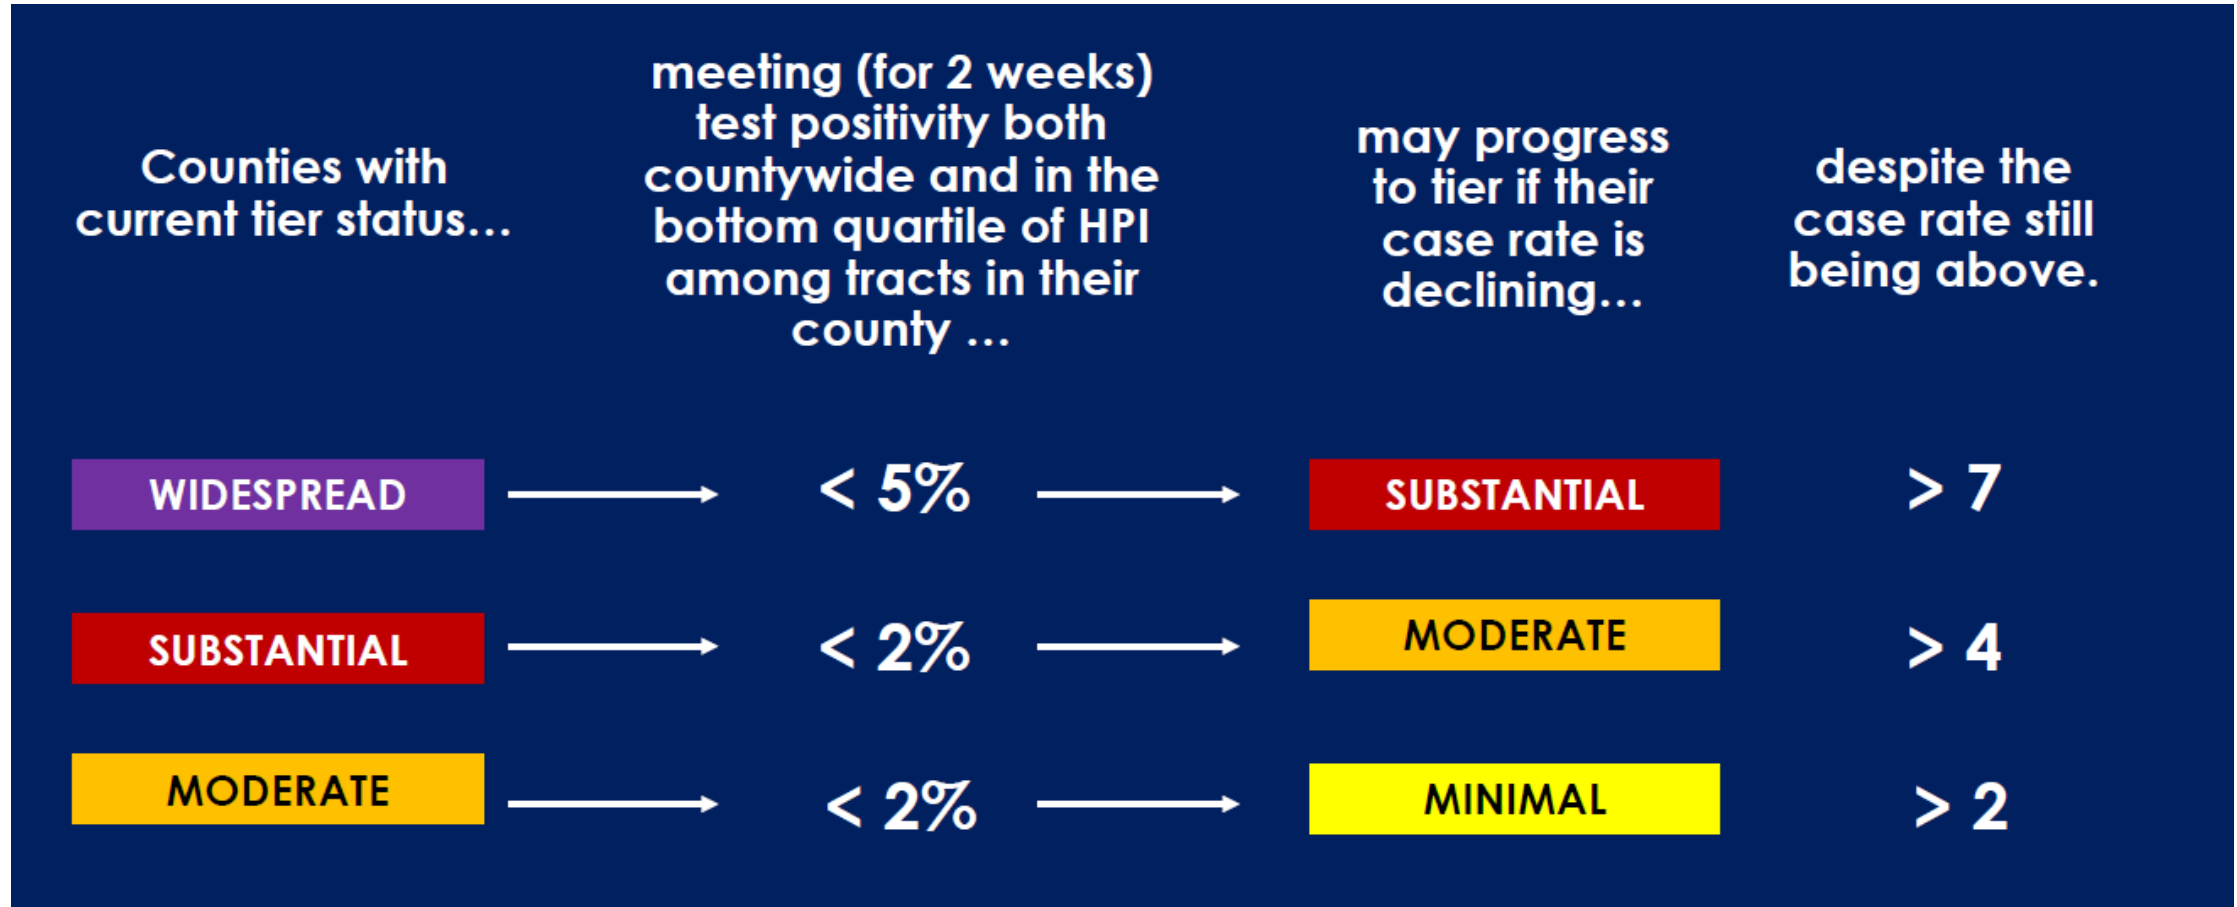 Counties with
current tier status...
meeting (for 2 weeks)
test positivity both
countywide and in the
bottom quartile of HPI
among tracts in their
county ...
may progress
to tier if their
case rate is
declining...
despite the
case rate still
being above.
WIDESPREAD
< 5%
SUBSTANTIAL
> 7
SUBSTANTIAL
< 2%
MODERATE
> 4
MODERATE
< 2%
MINIMAL
> 2